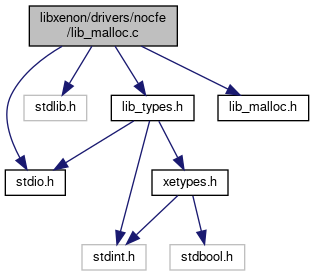 libxenon/drivers/nocfe
/lib_malloc.c
stdlib.h
lib_types.h
lib_malloc.h
stdio.h
xetypes.h
stdint.h
stdbool.h